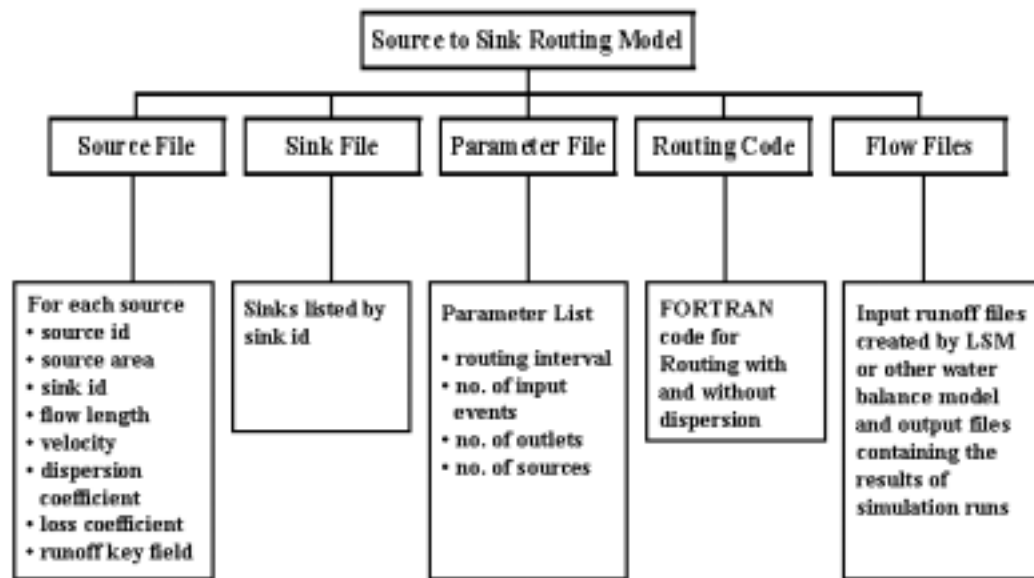 Source to Sink Routing Model
Source File
Sink File
Parameter File
Routing Code
Flow Files
For each source
• source id
• source area
• sink id
• flow length
• velocity
• dispersion
coefficient
• loss coefficient
• runoff key field
Sinks listed by
sink id
Parameter List
• routing interval
• no. of input
events
• no. of outlets
• no. of sources
FORTRAN
code for
Routing with
and without
dispersion
Input runoff files
created by LSM
or other water
balance model
and output files
containing the
results of
simulation runs